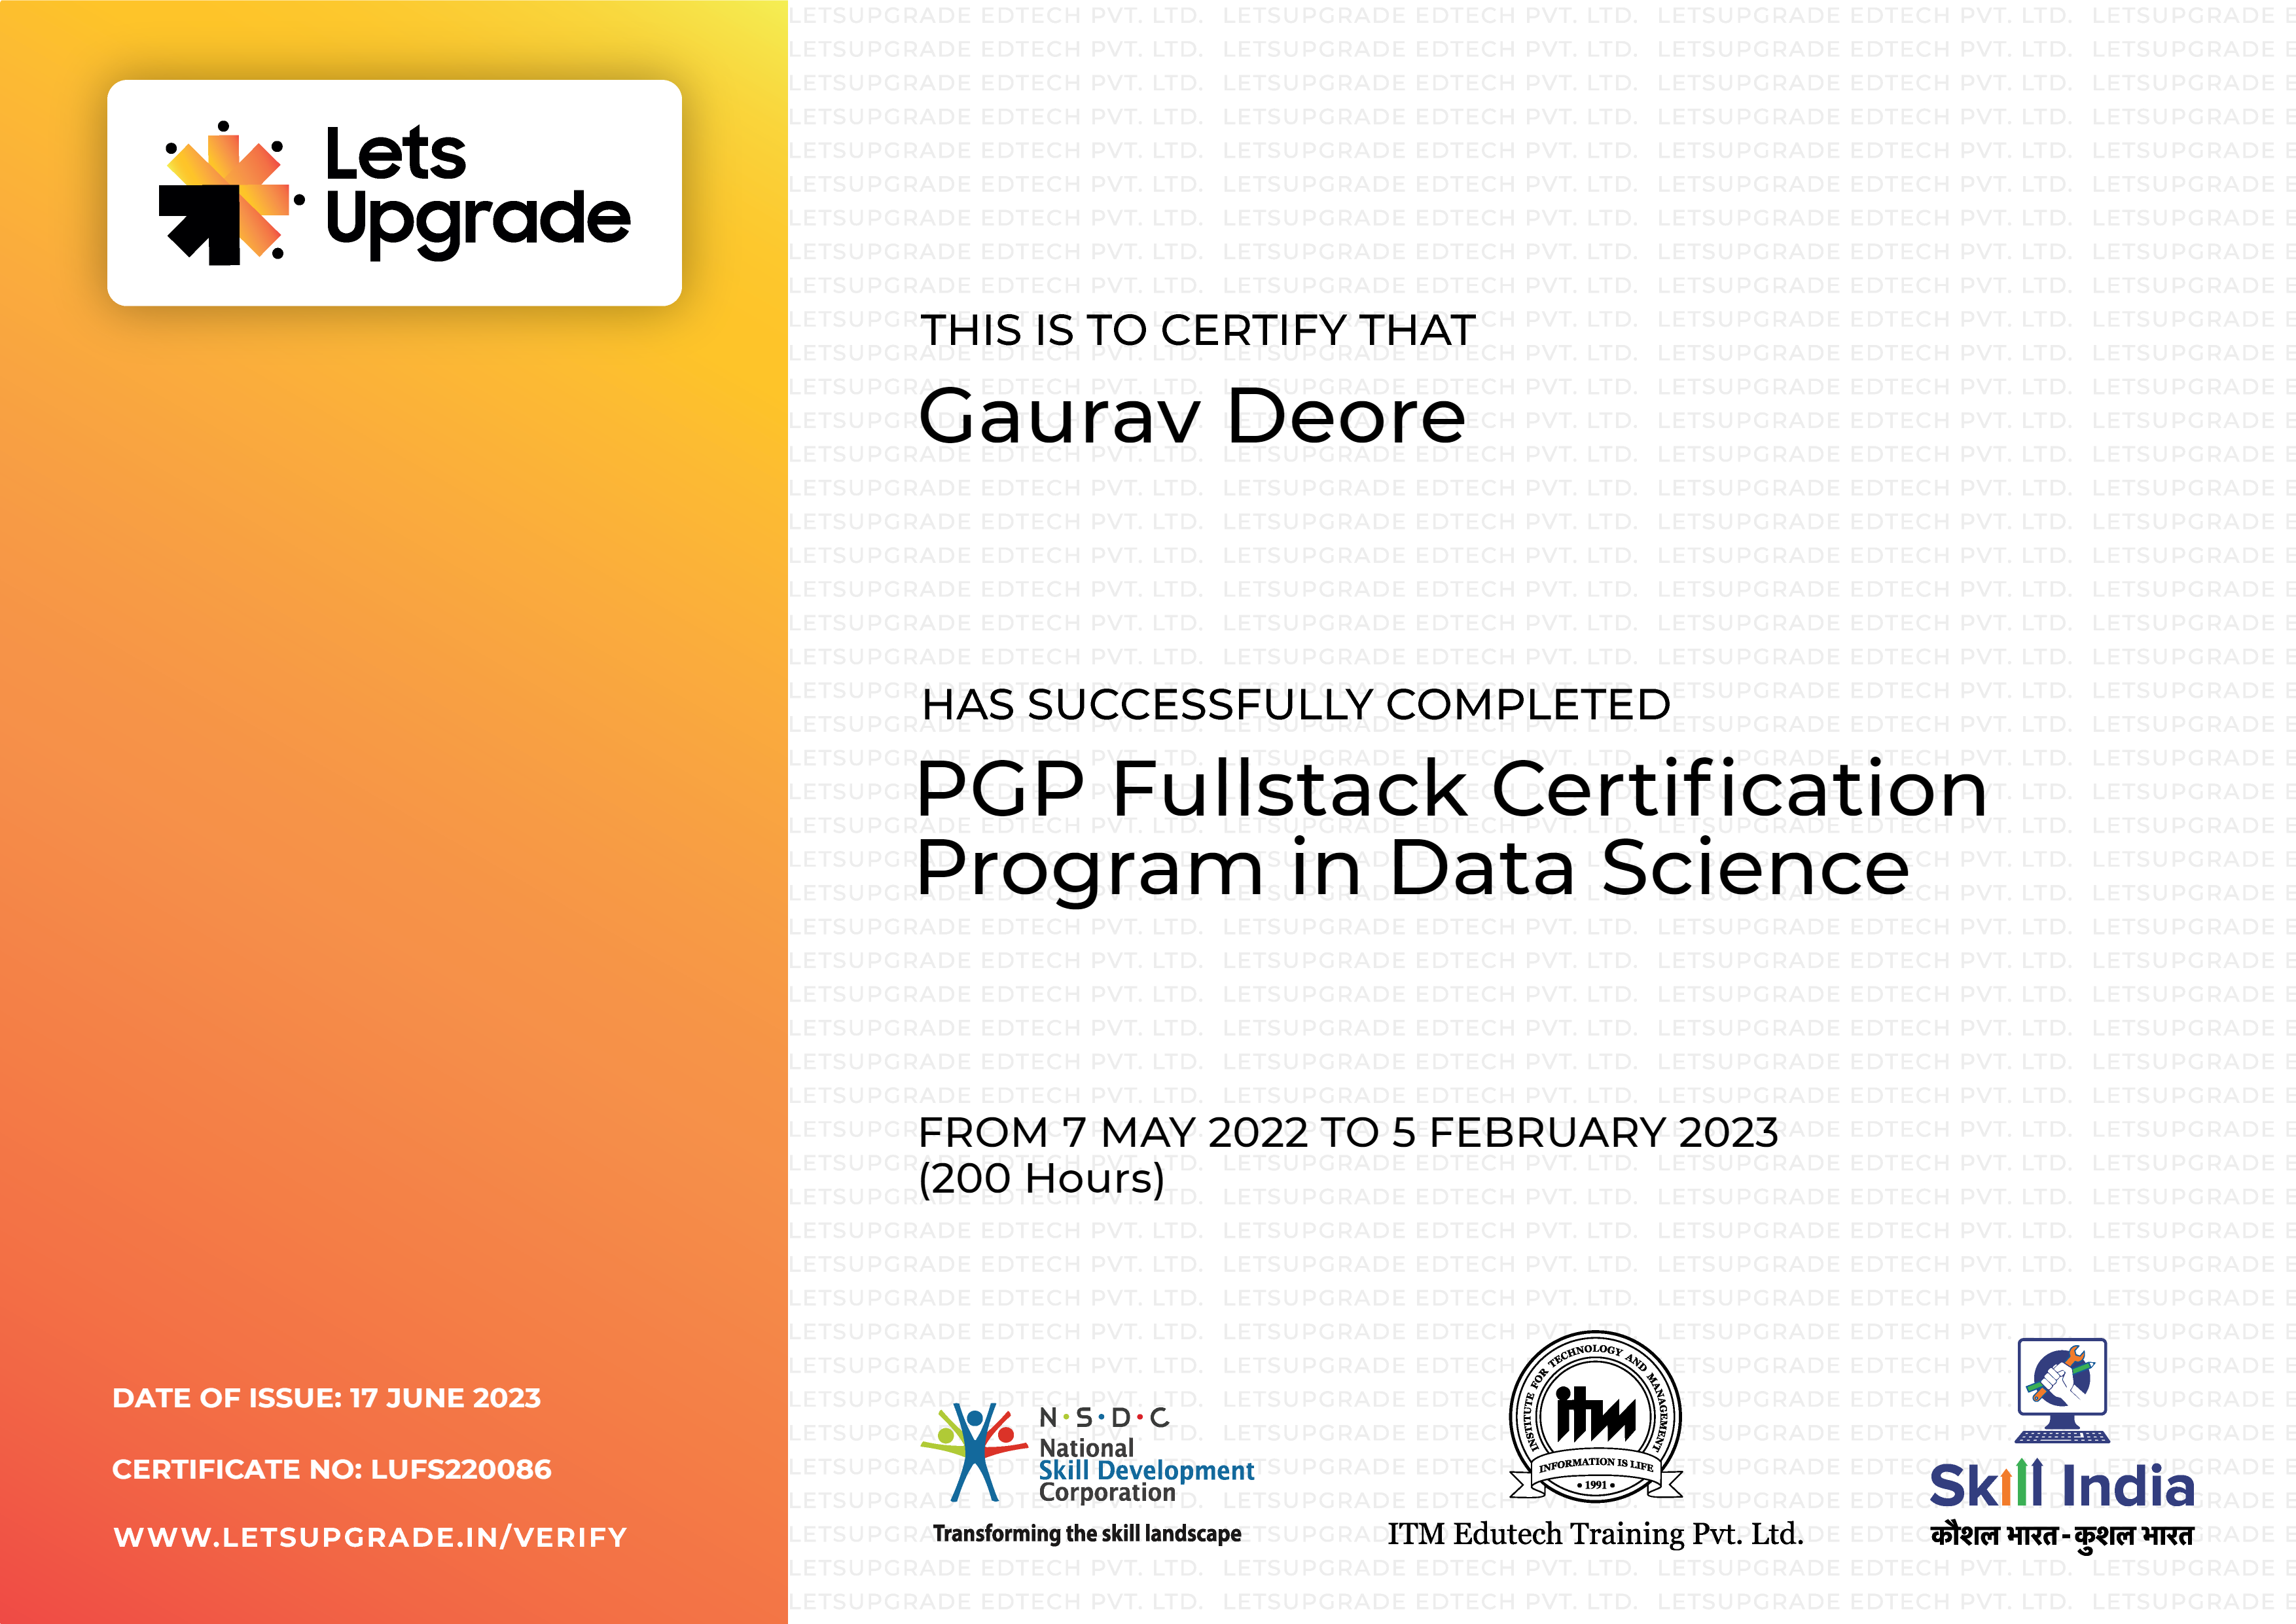 Lets
Upgrade
THIS IS TO CERTIFY THAT
Gaurav Deore
HAS SUCCESSFULLY COMPLETED
PGP Fullstack Certification
Program in Data Science
FROM 7 MAY 2022 TO 5 FEBRUARY 2023
(200 Hours)
DATE OF ISSUE: 17 JUNE 2023
CERTIFICATE NO: LUFS220086
WWW.LETSUPGRADE.IN/VERIFY
N·S·D·C
National
Skill Development
Corporation
Transforming the skill landscape
INSTITUTE FOR TECHNOLOGY AND MANAGEMENT
itm
INFORMATION IS LIFE
• 1991 •
ITM Edutech Training Pvt. Ltd.
Skill India
कौशल भारत - कुशल भारत
LETSUPGRADE EDTECH PVT. LTD.